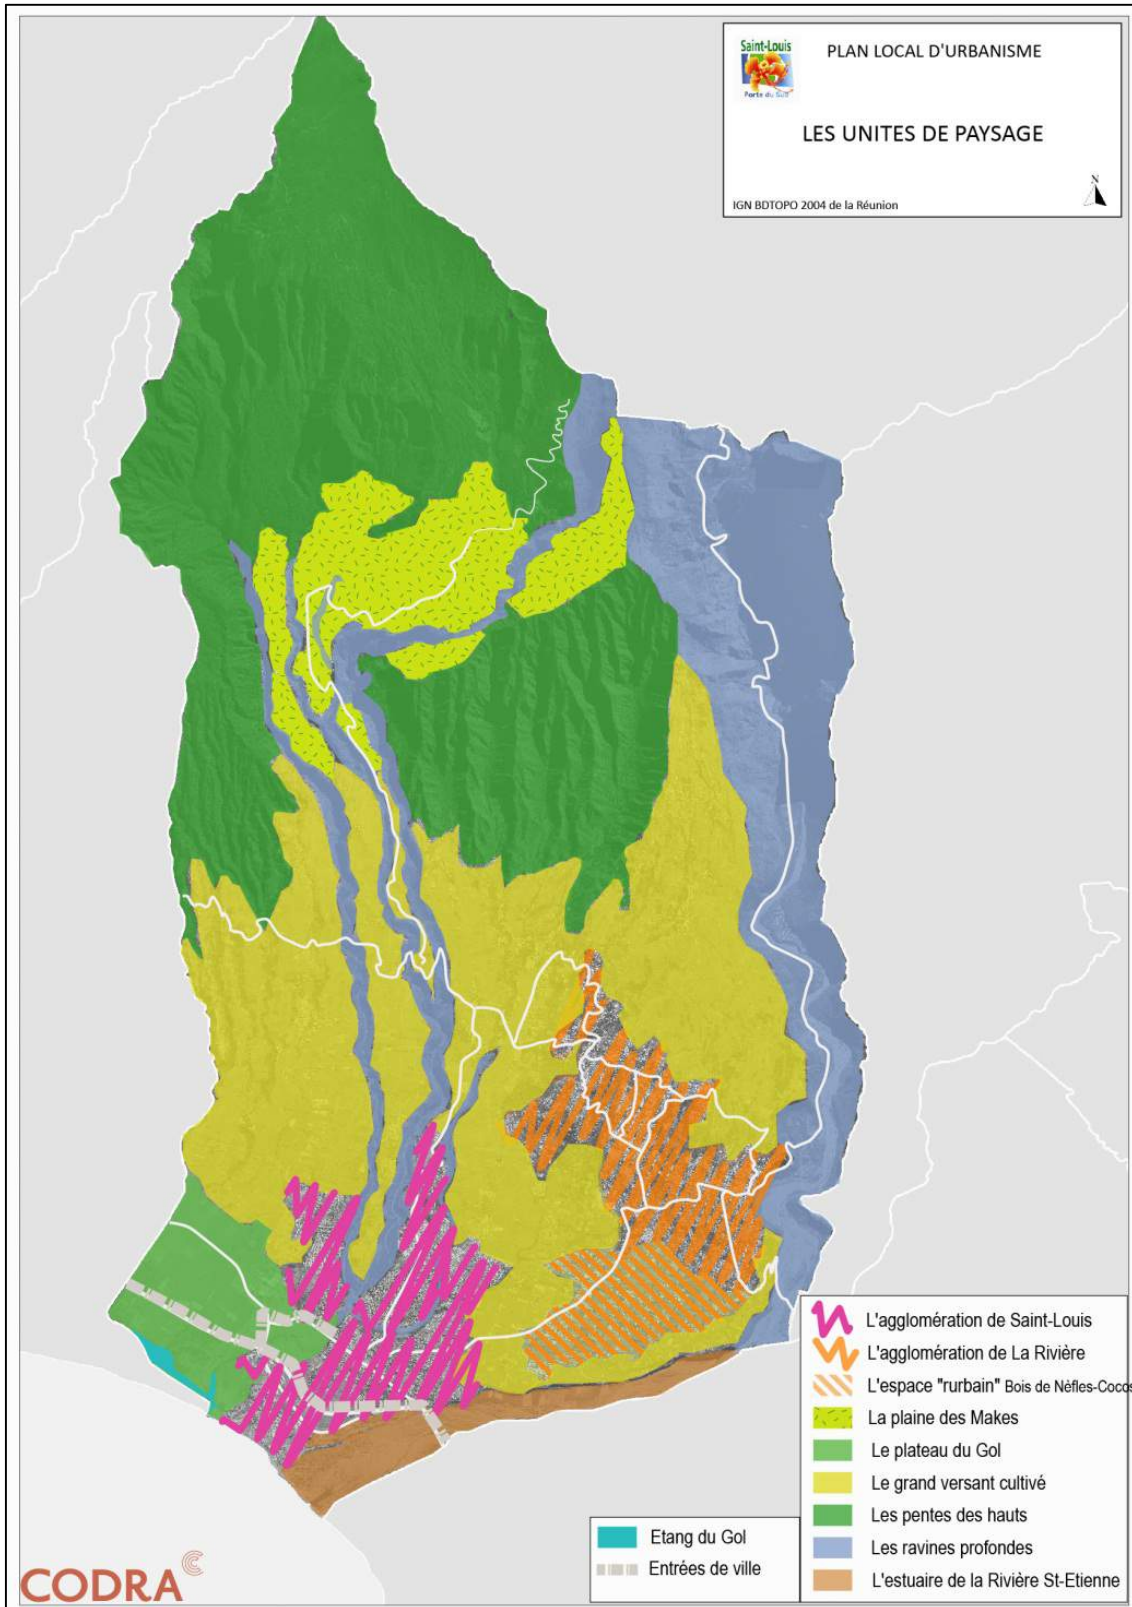 Saint-Louis
Porte du Sud
PLAN LOCAL D'URBANISME
LES UNITES DE PAYSAGE
N
IGN BDTOPO 2004 de la Réunion
L'agglomération de Saint-Louis
L'agglomération de La Rivière
L'espace "rurbain" Bois de Nèfles-Cocos
La plaine des Makes
Le plateau du Gol
Le grand versant cultivé
Les pentes des hauts
Les ravines profondes
L'estuaire de la Rivière St-Etienne
Etang du Gol
Entrées de ville
CODRA